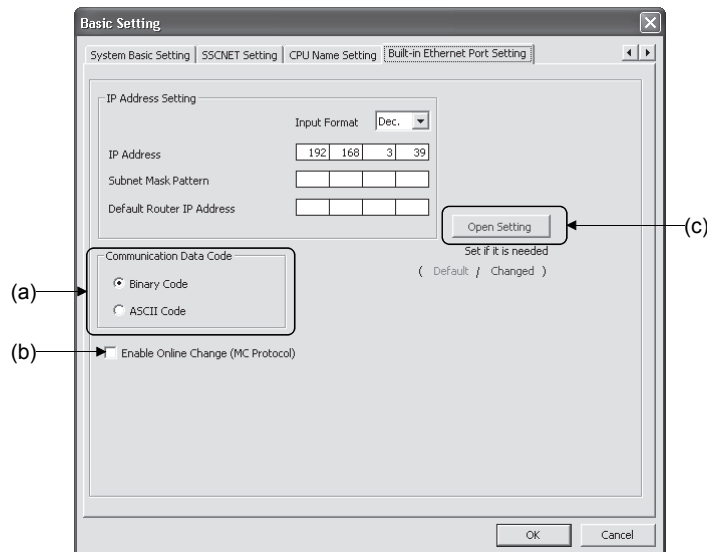 Basic Setting
System Basic Setting SSCNET Setting CPU Name Setting Built-in Ethernet Port Setting
IP Address Setting
Input Format Dec.
IP Address 192 168 3 39
Subnet Mask Pattern
Default Router IP Address
Open Setting (c)
Set if it is needed
( Default / Changed )
Communication Data Code
(a) Binary Code
ASCII Code
(b) Enable Online Change (MC Protocol)
OK Cancel